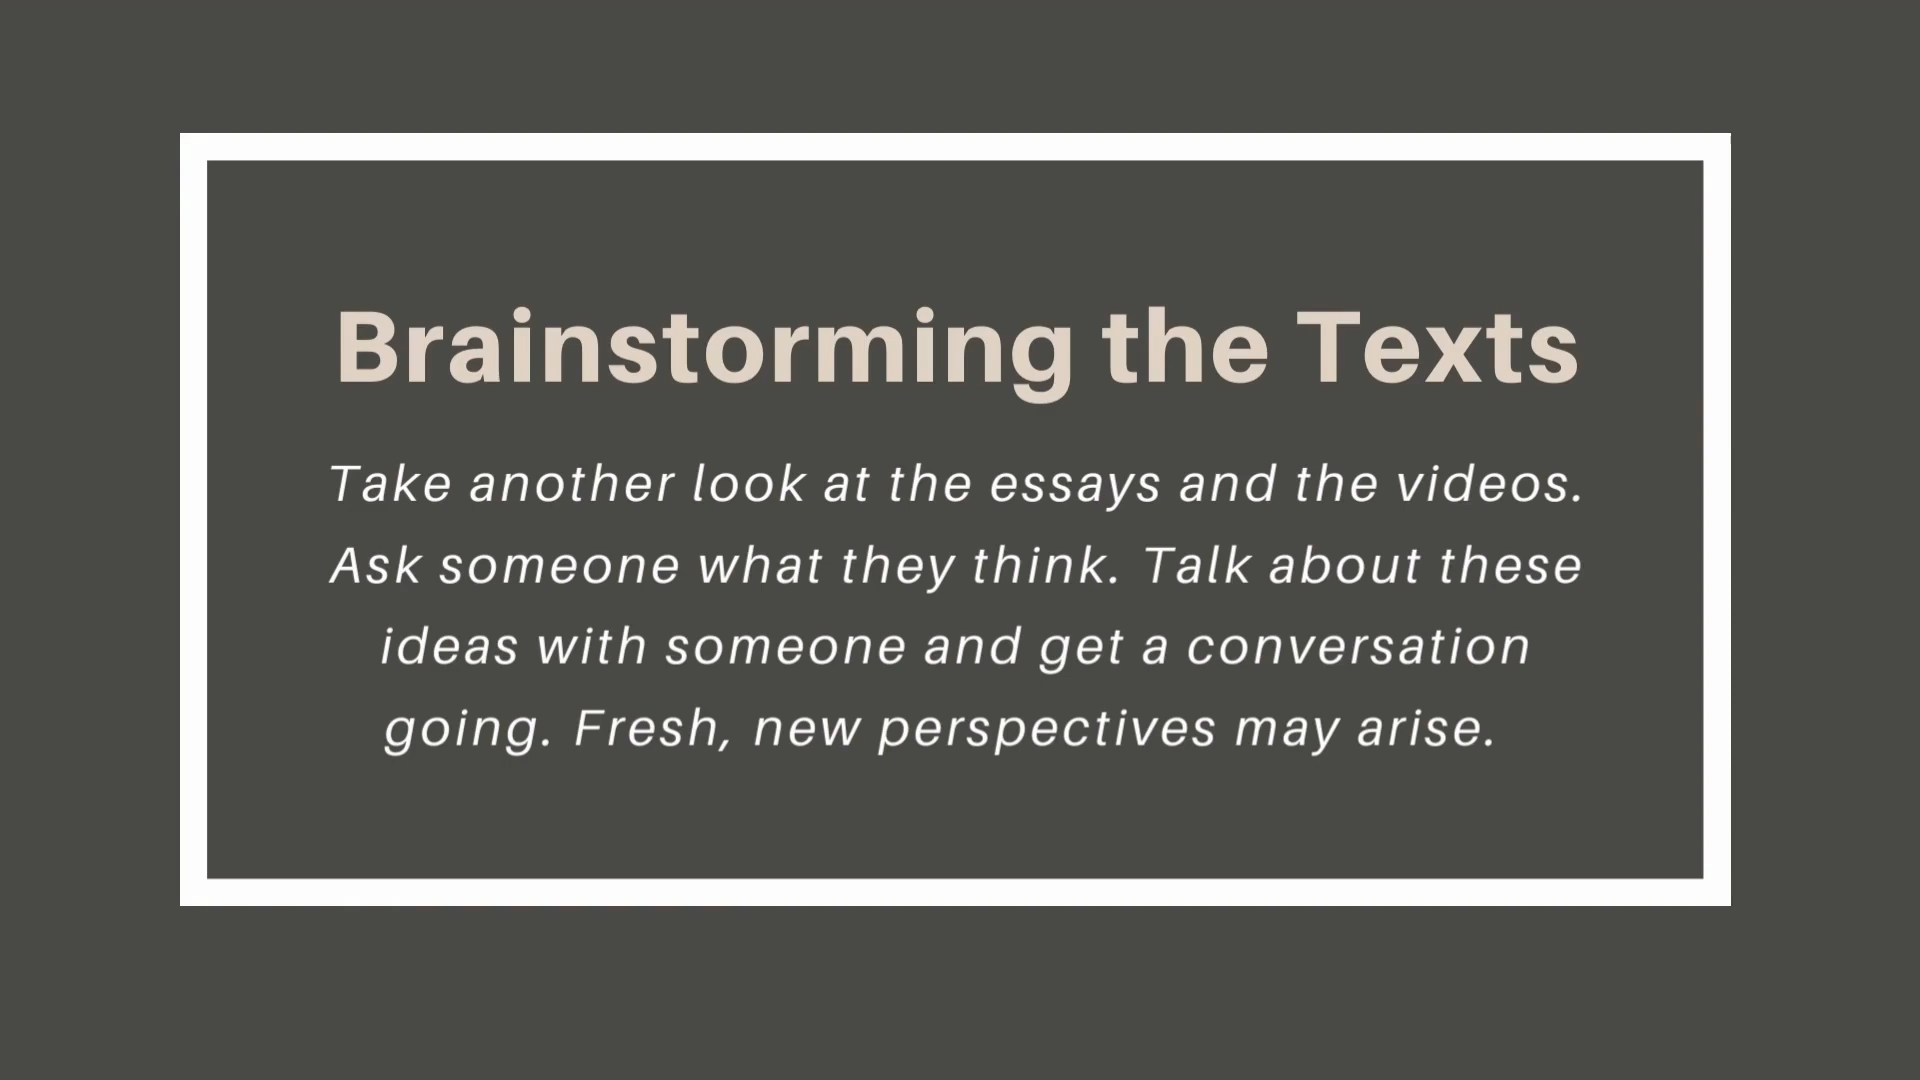 Brainstorming the Texts
Take another look at the essays and the videos.
Ask someone what they think. Talk about these
ideas with someone and get a conversation
going. Fresh, new perspectives may arise.